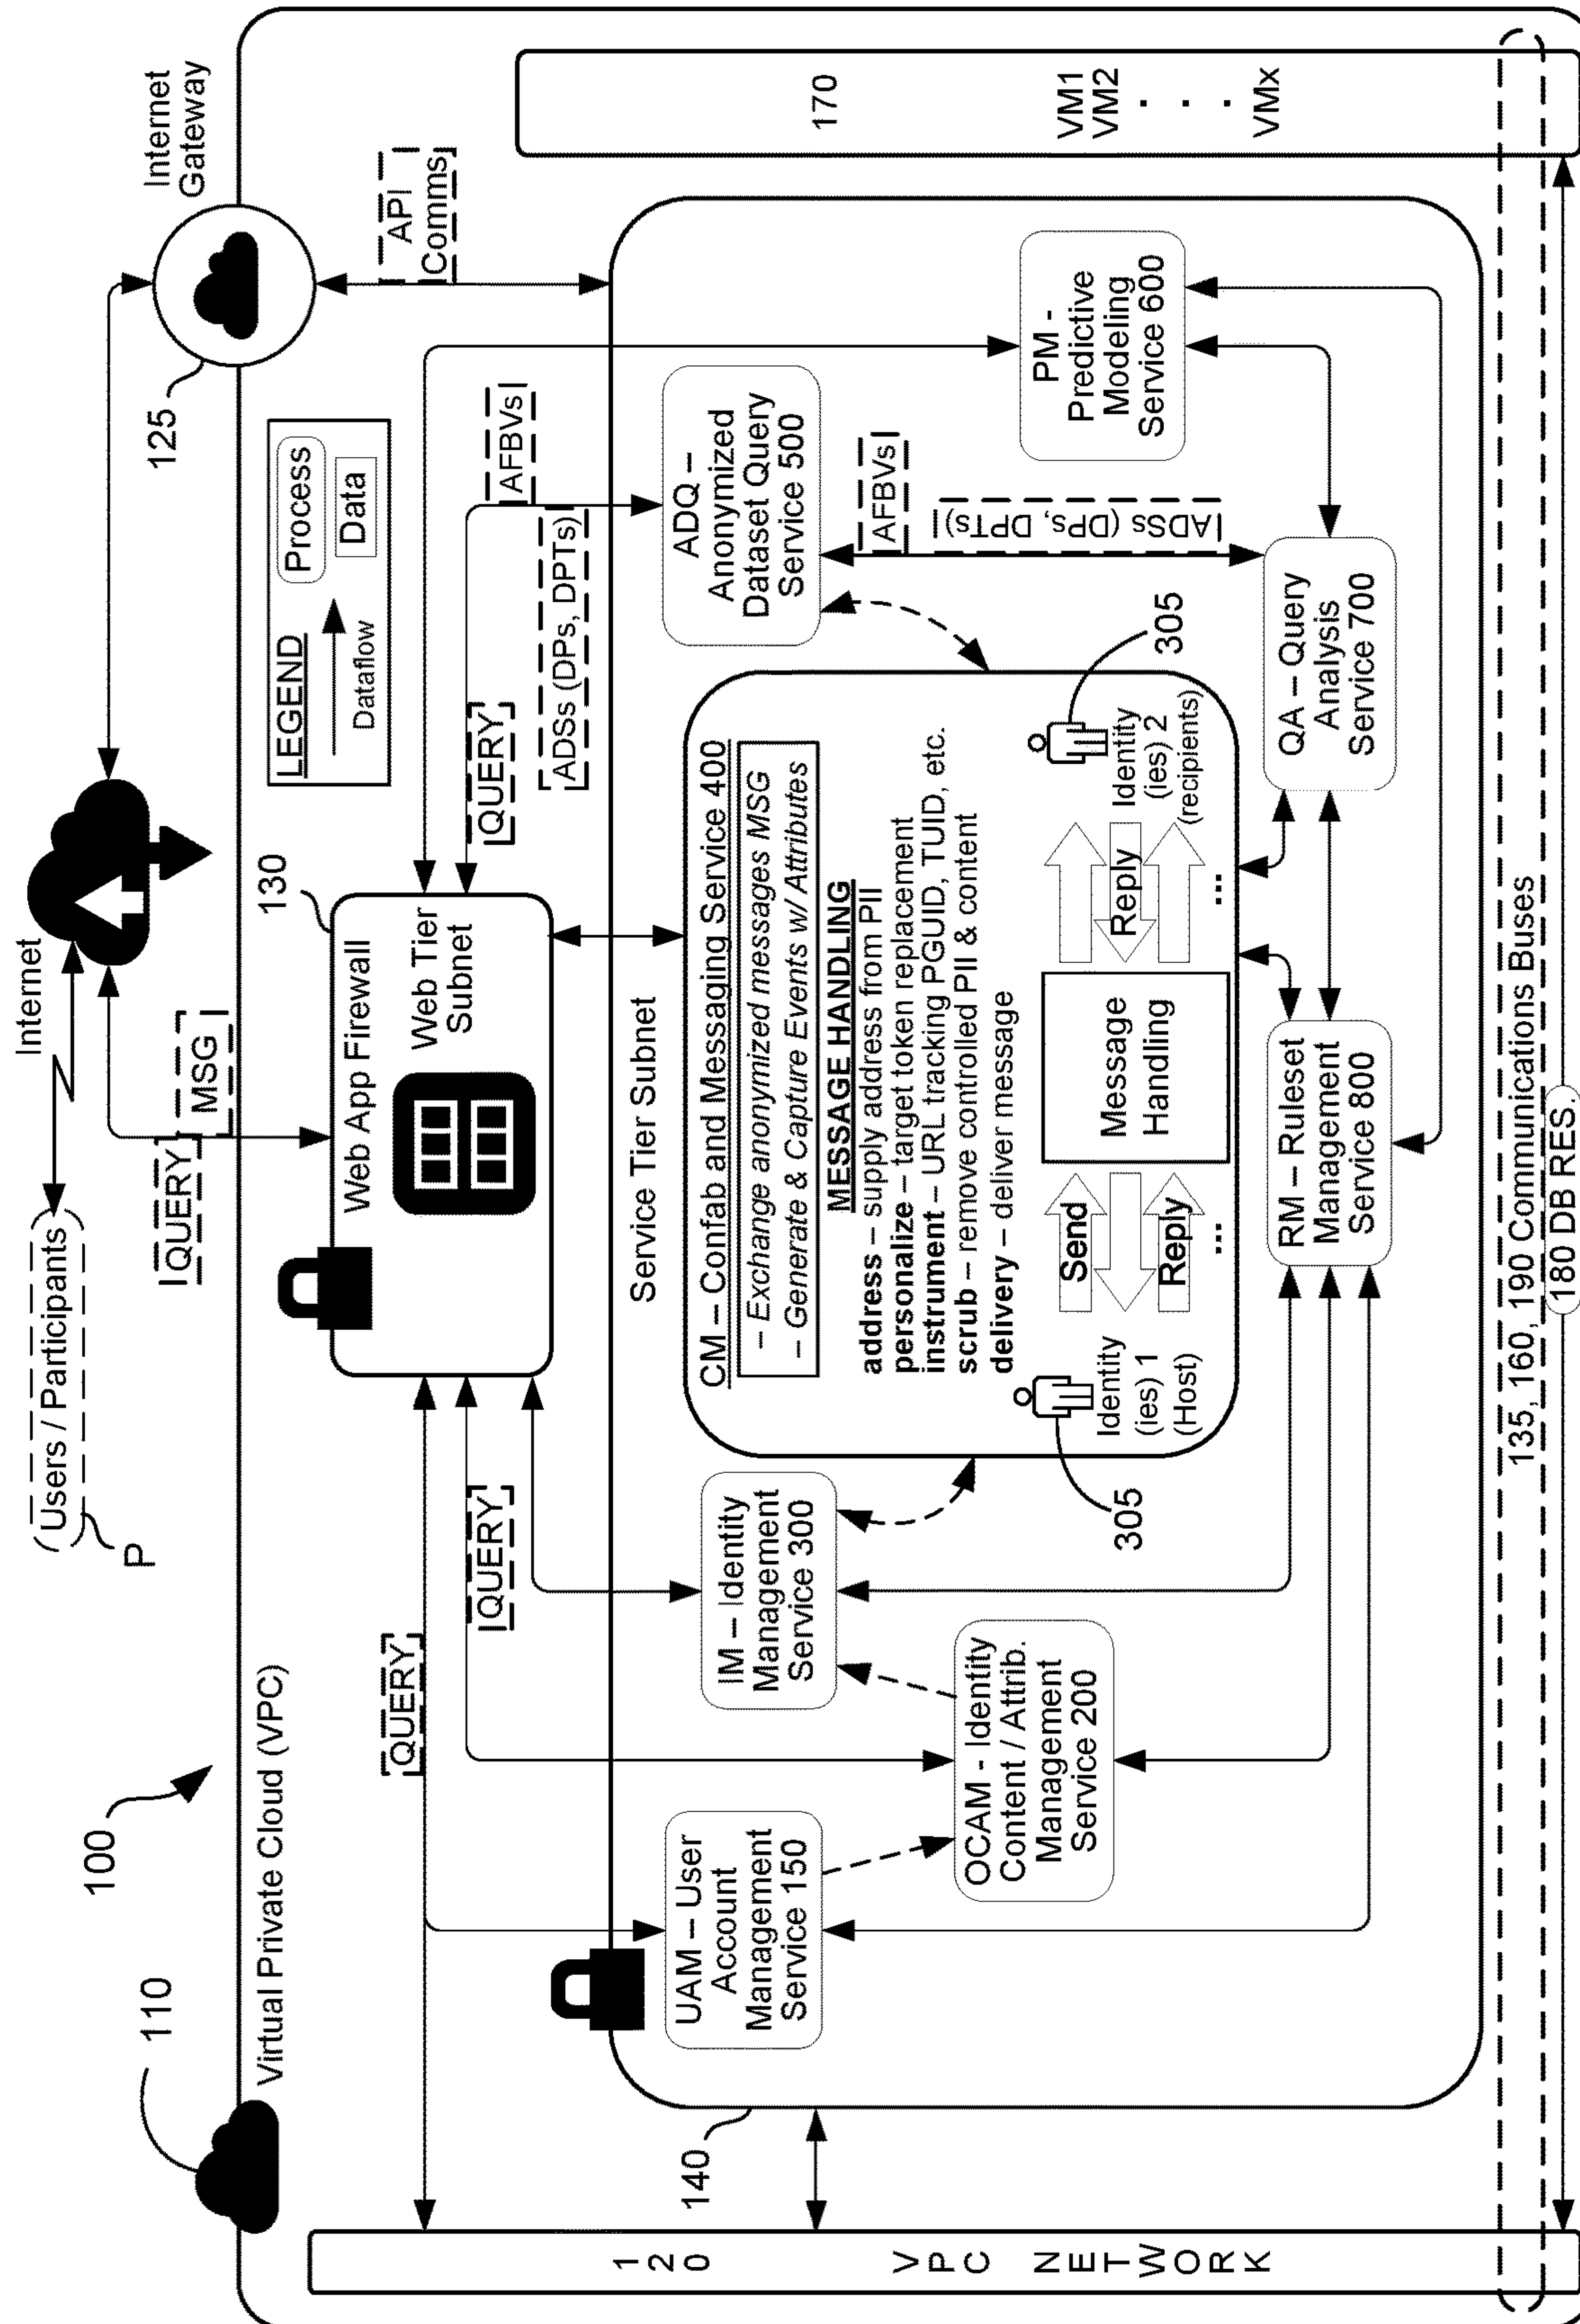 Users / Participants
P
Internet
QUERY
MSG
Internet
Gateway
125
API
Comms
100
110
Virtual Private Cloud (VPC)
130
Web App Firewall
Web Tier
Subnet
LEGEND
Process
Dataflow
Data
QUERY
QUERY
QUERY
ADSs (DPs, DPTs)
AFBVs
Service Tier Subnet
140
UAM – User
Account
Management
Service 150
OCAM - Identity
Content / Attrib.
Management
Service 200
IM – Identity
Management
Service 300
CM – Confab and Messaging Service 400
– Exchange anonymized messages MSG
– Generate & Capture Events w/ Attributes
MESSAGE HANDLING
address – supply address from PII
personalize – target token replacement
instrument – URL tracking PGUID, TUID, etc.
scrub – remove controlled PII & content
delivery – deliver message
Identity
(ies) 1
(Host)
305
Send
Reply
...
Message
Handling
Reply
...
Identity
(ies) 2
(recipients)
305
ADQ –
Anonymized
Dataset Query
Service 500
AFBVs
ADSs (DPs, DPTs)
PM -
Predictive
Modeling
Service 600
QA – Query
Analysis
Service 700
RM – Ruleset
Management
Service 800
120
VPC NETWORK
170
VM1
VM2
.
.
.
VMx
135, 160, 190 Communications Buses
180 DB RES.